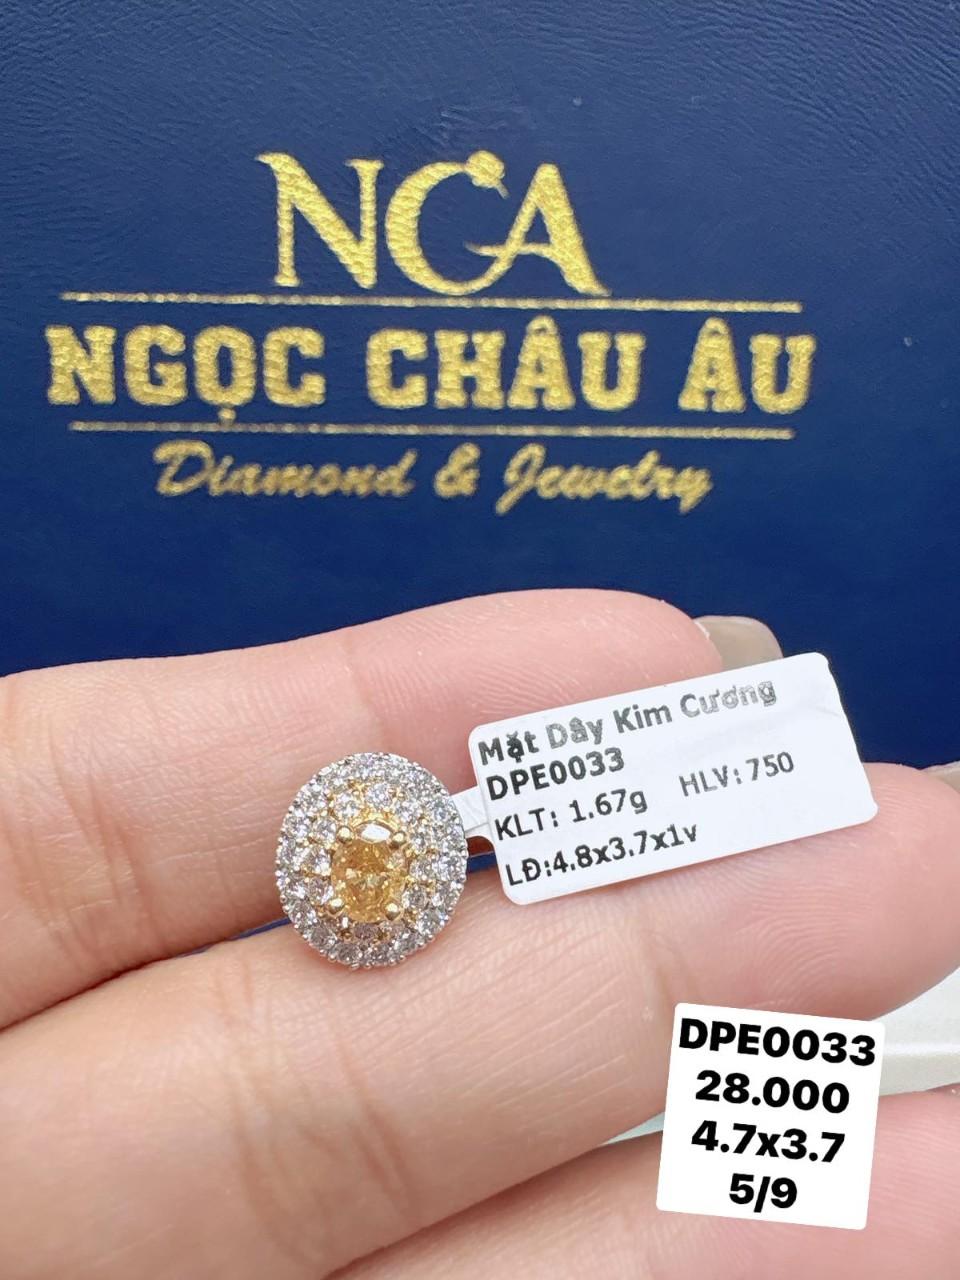 NCA
NGỌC CHÂU ÂU
Diamond & Jewelry
Mặt Dây Kim Cương
DPE0033
KLT: 1.67g HLV: 750
LĐ:4.8x3.7x1v
DPE0033
28.000
4.7x3.7
5/9